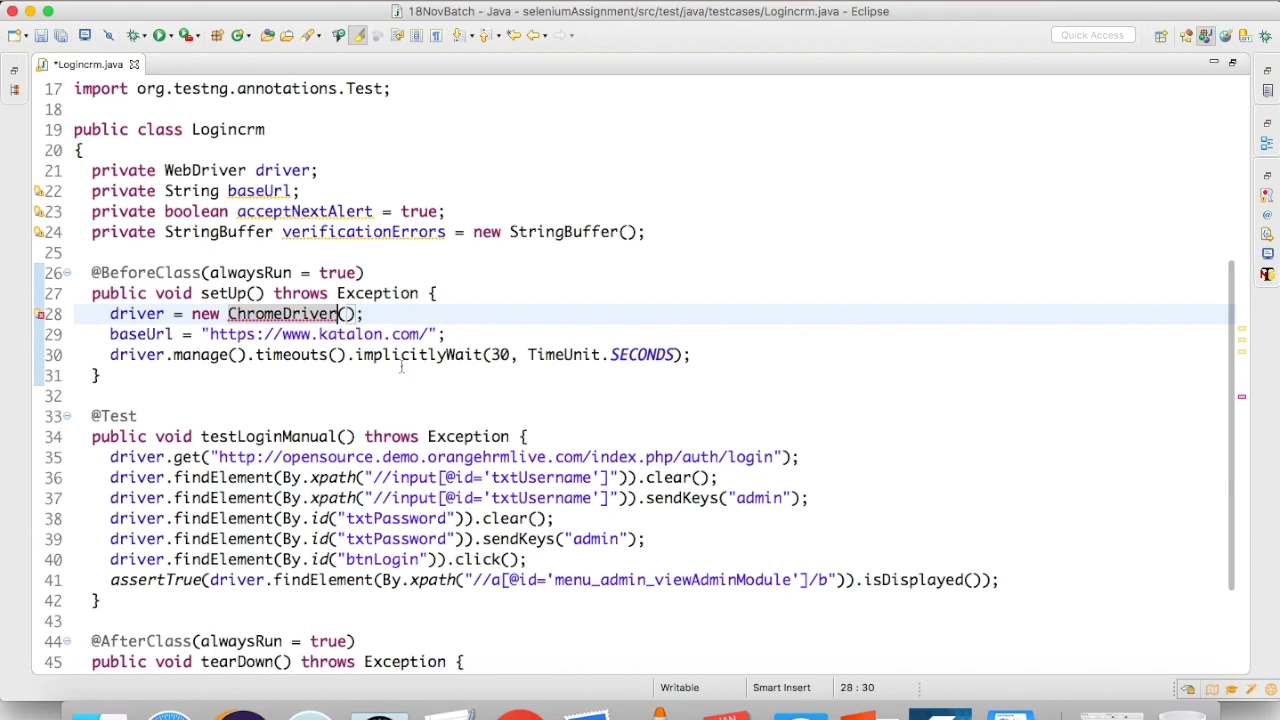 18NovBatch - Java - seleniumAssignment/src/test/java/testcases/Logincrm.java - Eclipse
Quick Access
*Logincrm.java
17 import org.testng.annotations.Test;
18
19 public class Logincrm
20 {
21 private WebDriver driver;
22 private String baseUrl;
23 private boolean acceptNextAlert = true;
24 private StringBuffer verificationErrors = new StringBuffer();
25
26 @BeforeClass(alwaysRun = true)
27 public void setUp() throws Exception {
28 driver = new ChromeDriver();
29 baseUrl = "https://www.katalon.com/";
30 driver.manage().timeouts().implicitlyWait(30, TimeUnit.SECONDS);
31 }
32
33 @Test
34 public void testLoginManual() throws Exception {
35 driver.get("http://opensource.demo.orangehrmlive.com/index.php/auth/login");
36 driver.findElement(By.xpath("//input[@id='txtUsername']")).clear();
37 driver.findElement(By.xpath("//input[@id='txtUsername']")).sendKeys("admin");
38 driver.findElement(By.id("txtPassword")).clear();
39 driver.findElement(By.id("txtPassword")).sendKeys("admin");
40 driver.findElement(By.id("btnLogin")).click();
41 assertTrue(driver.findElement(By.xpath("//a[@id='menu_admin_viewAdminModule']/b")).isDisplayed());
42 }
43
44 @AfterClass(alwaysRun = true)
45 public void tearDown() throws Exception {
Writable Smart Insert 28 : 30